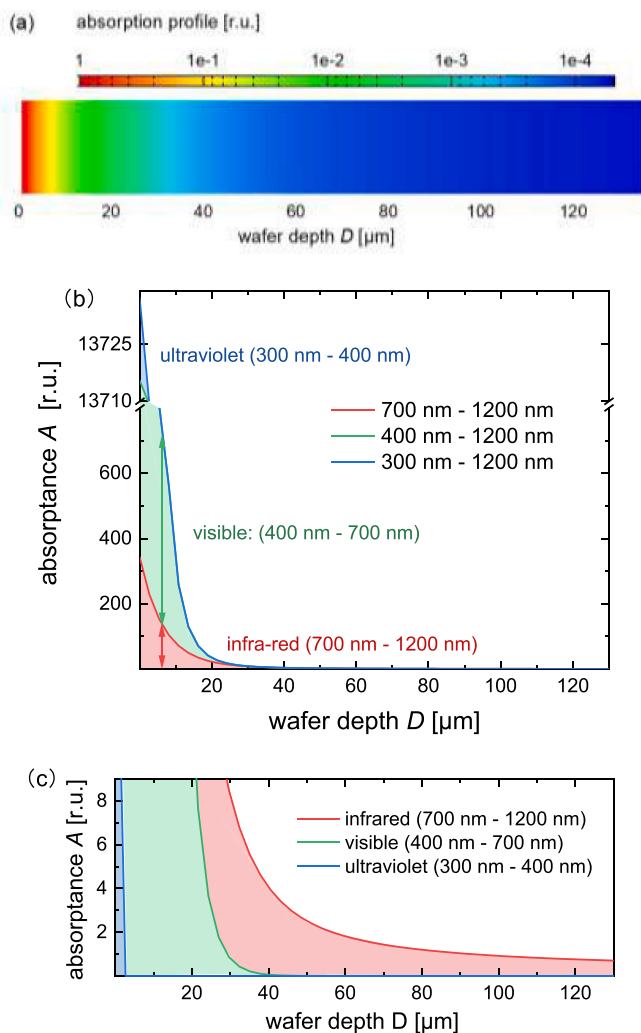 (a) absorption profile [r.u.]
1 1e-1 1e-2 1e-3 1e-4
0 20 40 60 80 100 120
wafer depth D [µm]
(b)
13725
13710
600
400
200
absorptance A [r.u.]
ultraviolet (300 nm - 400 nm)
700 nm - 1200 nm
400 nm - 1200 nm
300 nm - 1200 nm
visible: (400 nm - 700 nm)
infra-red (700 nm - 1200 nm)
20 40 60 80 100 120
wafer depth D [µm]
(c)
8
6
4
2
absorptance A [r.u.]
infrared (700 nm - 1200 nm)
visible (400 nm - 700 nm)
ultraviolet (300 nm - 400 nm)
20 40 60 80 100 120
wafer depth D [µm]